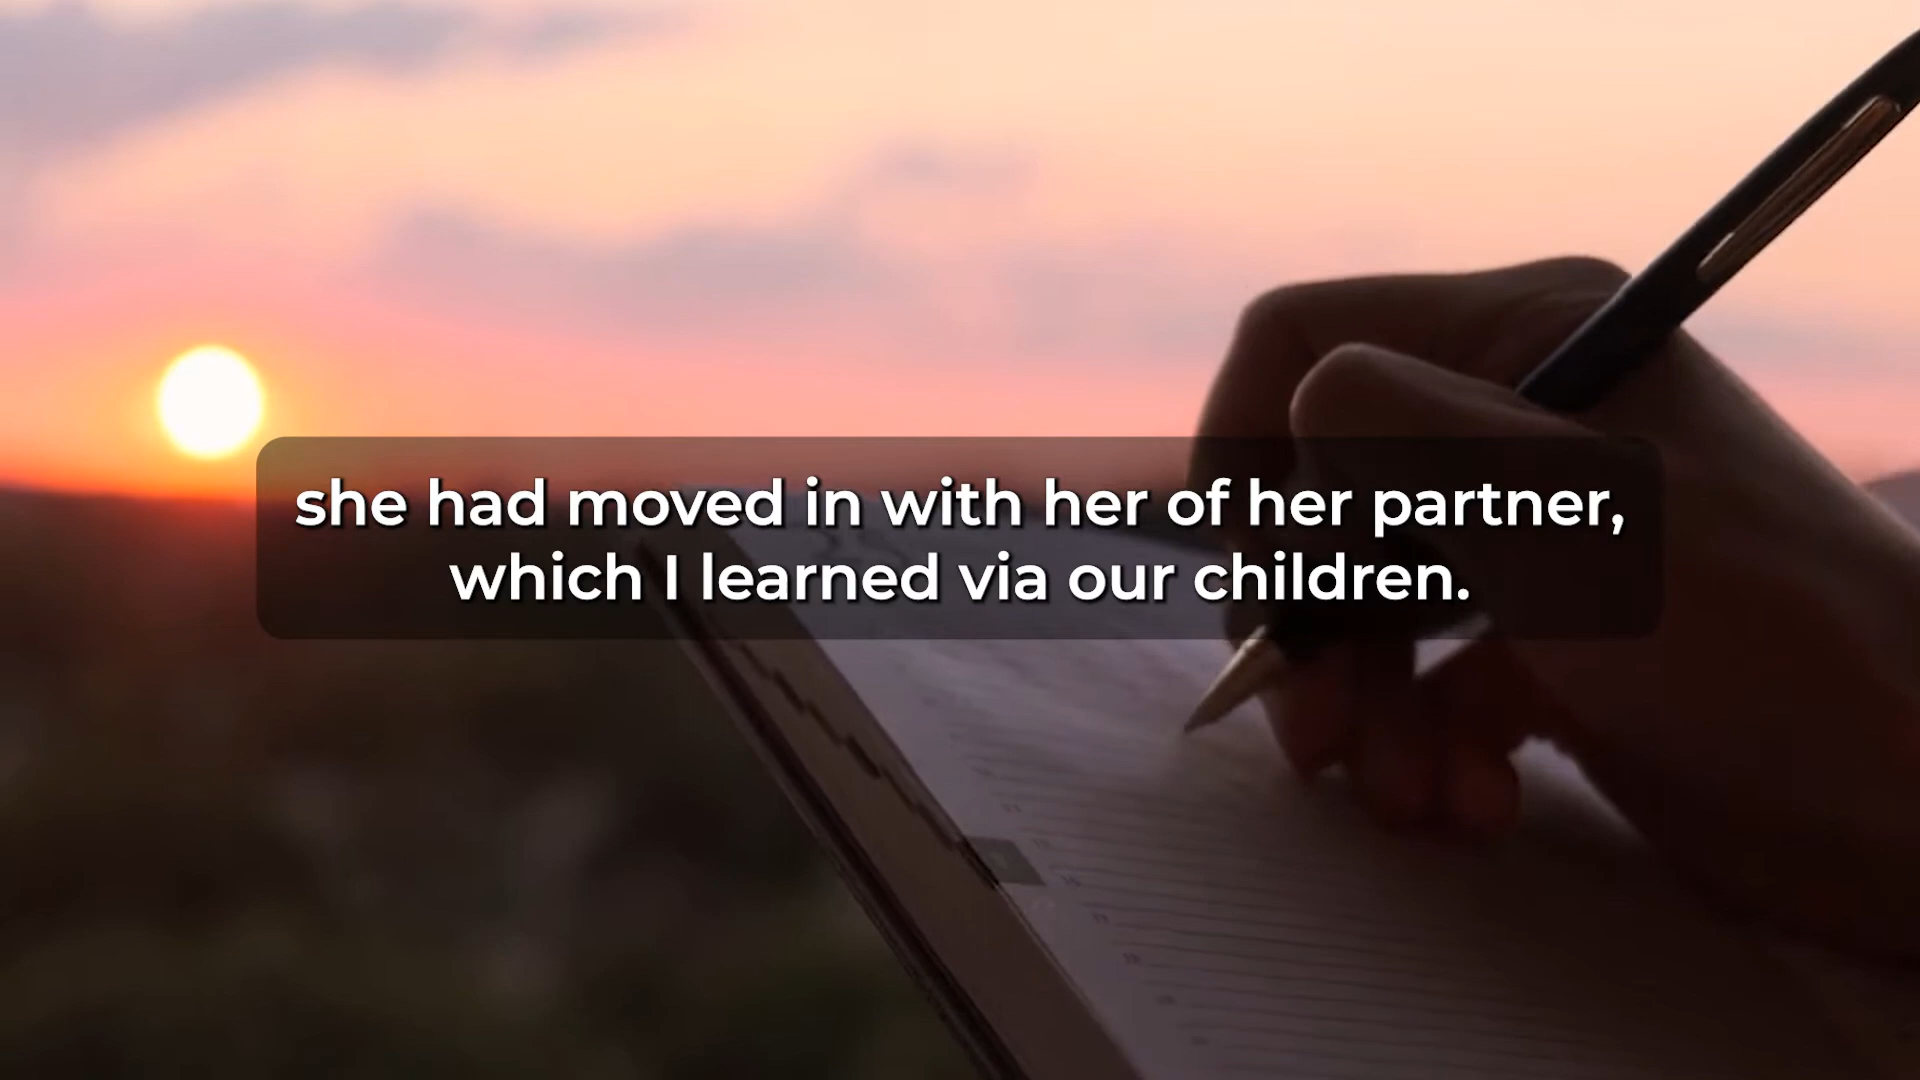 she had moved in with her of her partner,
which I learned via our children.